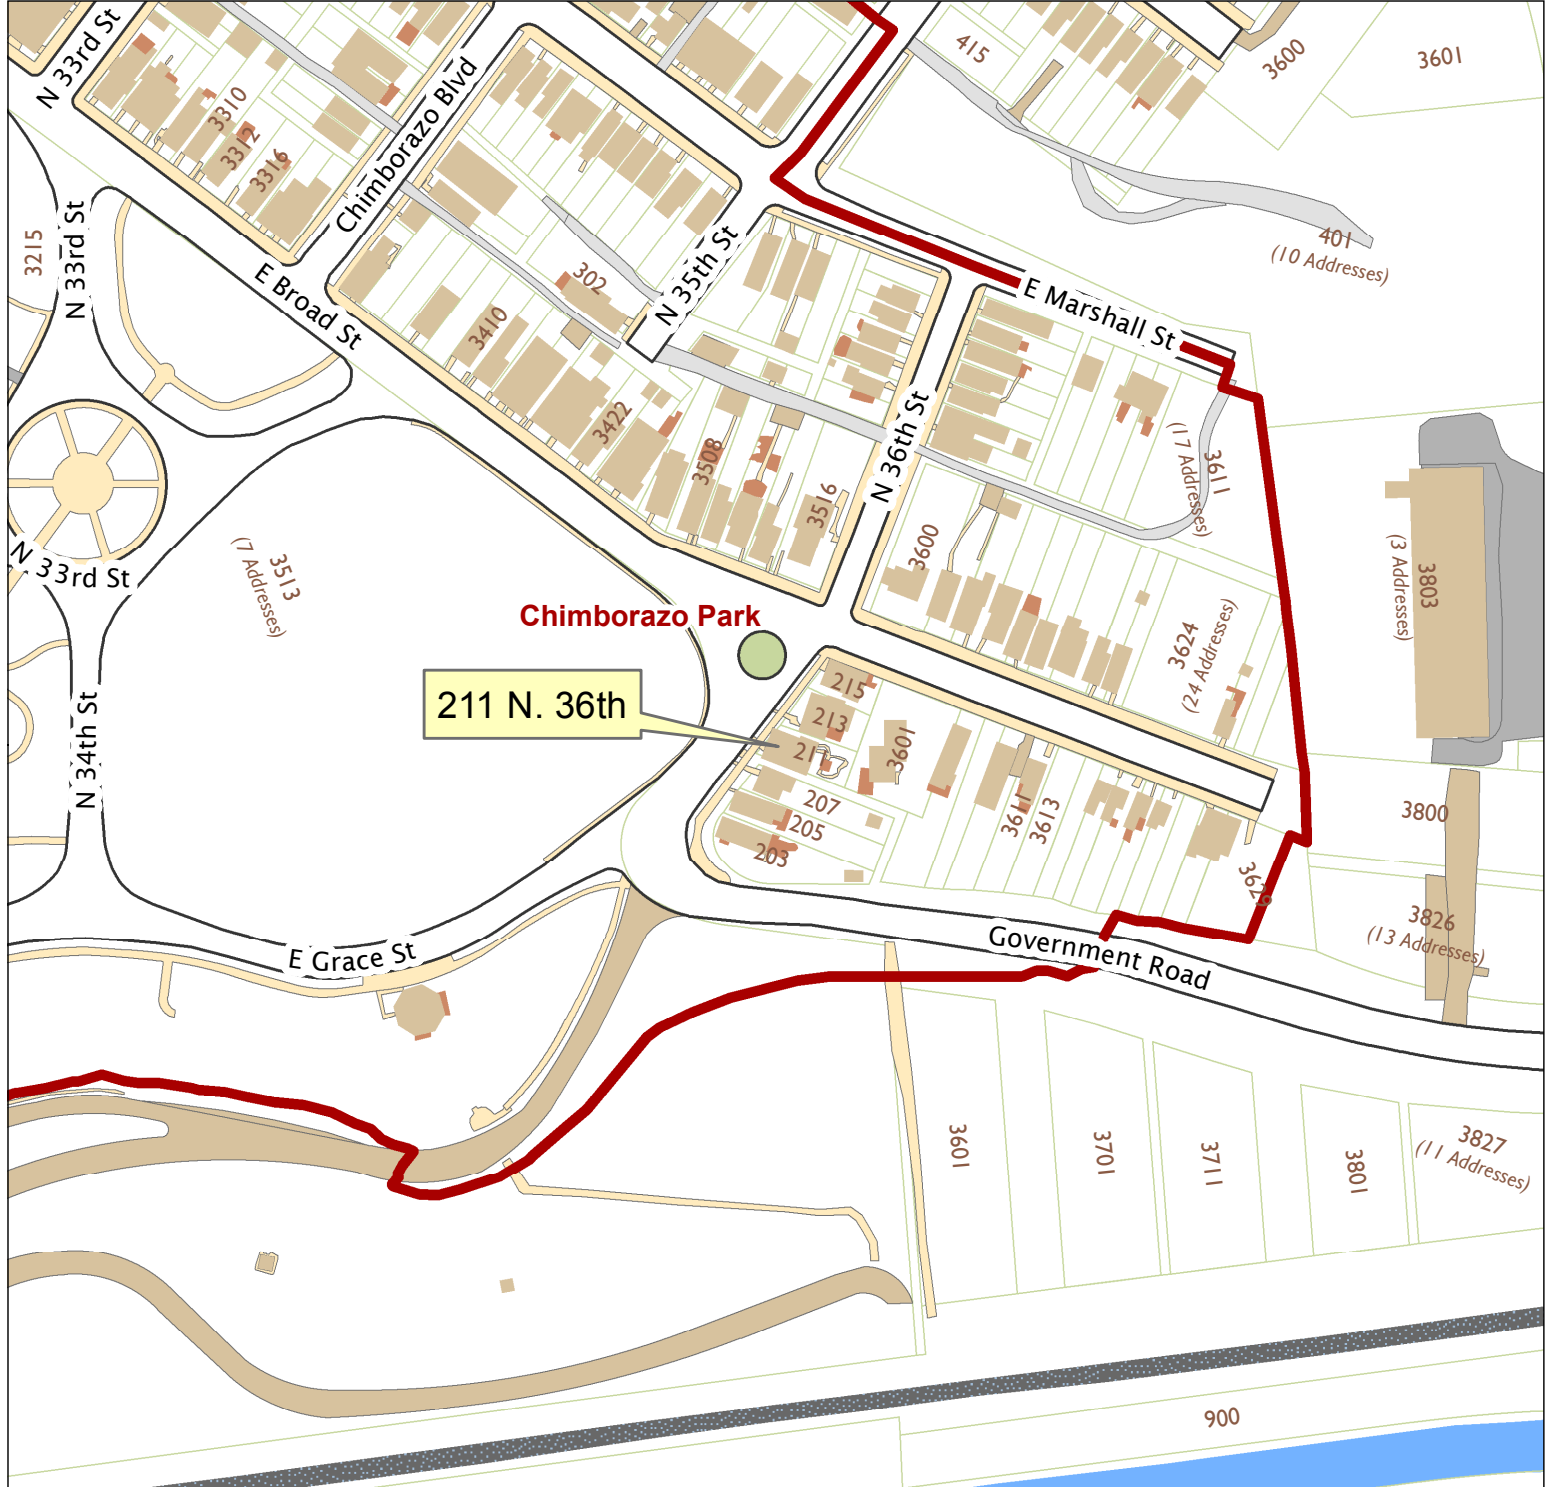 N 33rd St
3310
3312
3316
Chimborazo Blvd
415
3600
3601
3215
N 33rd St
E Broad St
302
N 35th St
401
(10 Addresses)
E Marshall St
3410
3422
3508
3516
N 36th St
3611
(17 Addresses)
3600
3803
(3 Addresses)
N 33rd St
3513
(7 Addresses)
Chimborazo Park
3624
(24 Addresses)
211 N. 36th
215
213
211
3601
207
205
203
3611
3613
3629
3800
3826
(13 Addresses)
N 34th St
E Grace St
Government Road
3601
3701
3711
3801
3827
(11 Addresses)
900